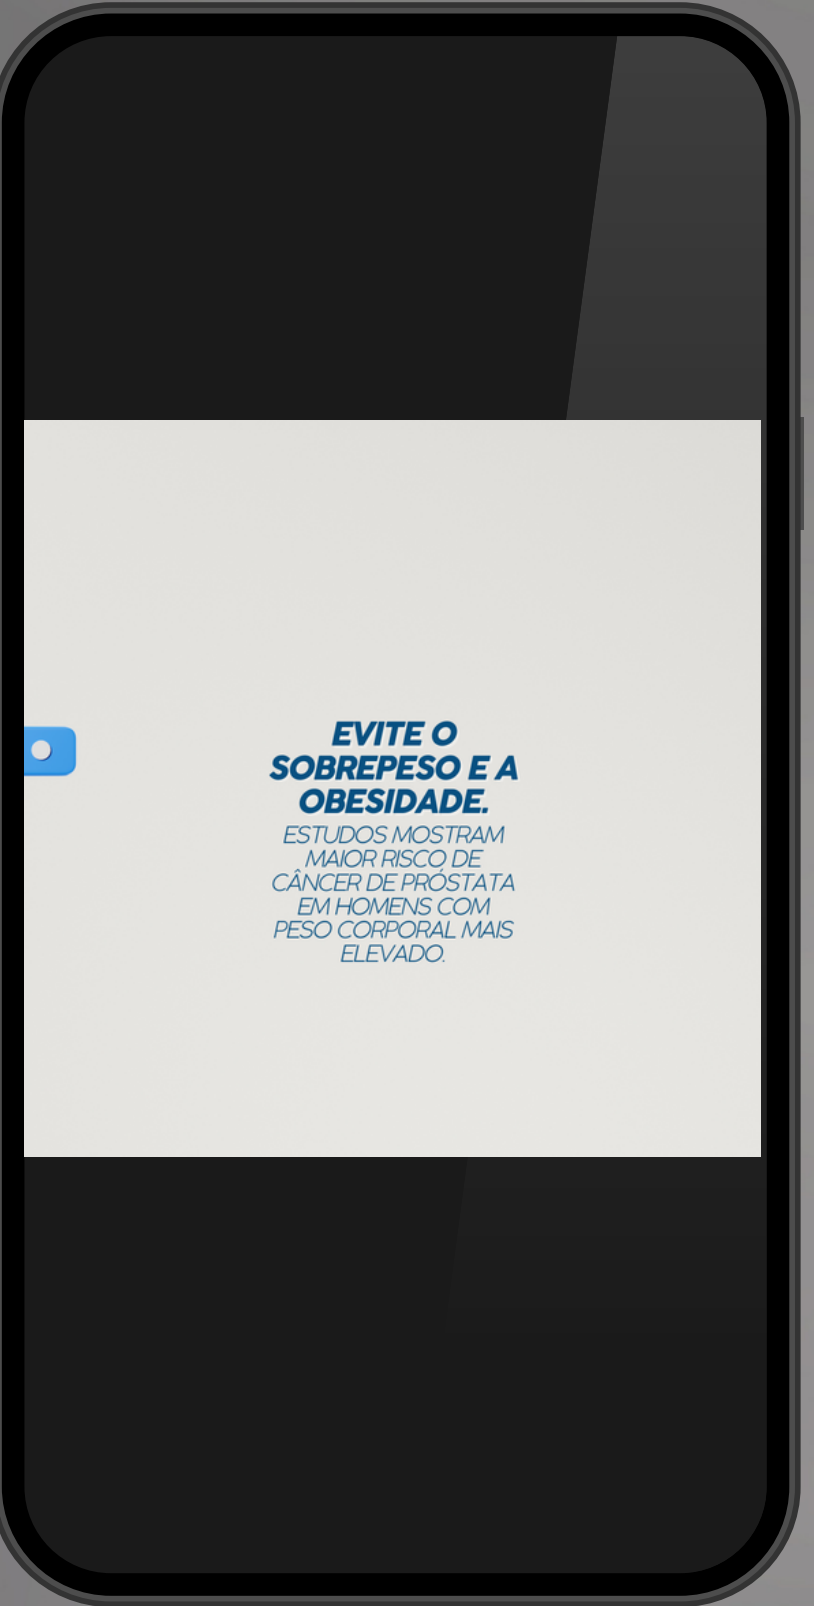 EVITE O
SOBREPESO E A
OBESIDADE.
ESTUDOS MOSTRAM
MAIOR RISCO DE
CÂNCER DE PRÓSTATA
EM HOMENS COM
PESO CORPORAL MAIS
ELEVADO.